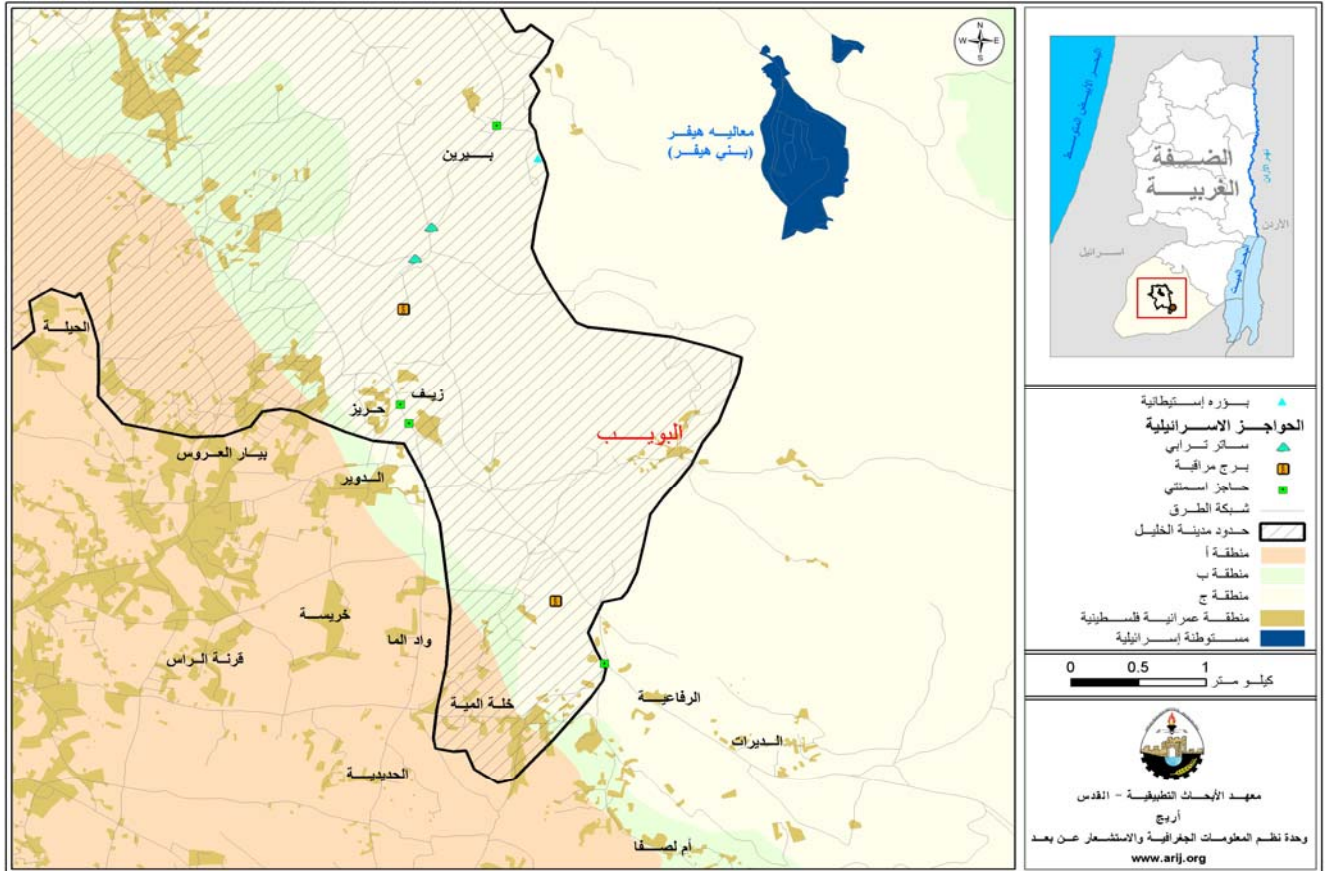 N
W E
S
معاليه هيفر
(بني هيفر)
بيرين
الحيلة
زيف
حريز
البويب
بيار العروس
الدوير
خريسة
واد الما
قرنة الراس
الرفاعية
خلة المية
الديرات
الحديدية
أم لصفا
البحر الأبيض المتوسط
الضفة
الغربية
نهر الأردن
الأردن
اسرائيل
البحر الميت
بؤره إستيطانية
الحواجز الاسرائيلية
ساتر ترابي
برج مراقبة
حاجز اسمنتي
شبكة الطرق
حدود مدينة الخليل
منطقة أ
منطقة ب
منطقة ج
منطقة عمرانية فلسطينية
مستوطنة إسرائيلية
0 0.5 1
كيلو متر
معهد الأبحاث التطبيقية - القدس
أريج
وحدة نظم المعلومات الجغرافية والاستشعار عن بعد
www.arij.org